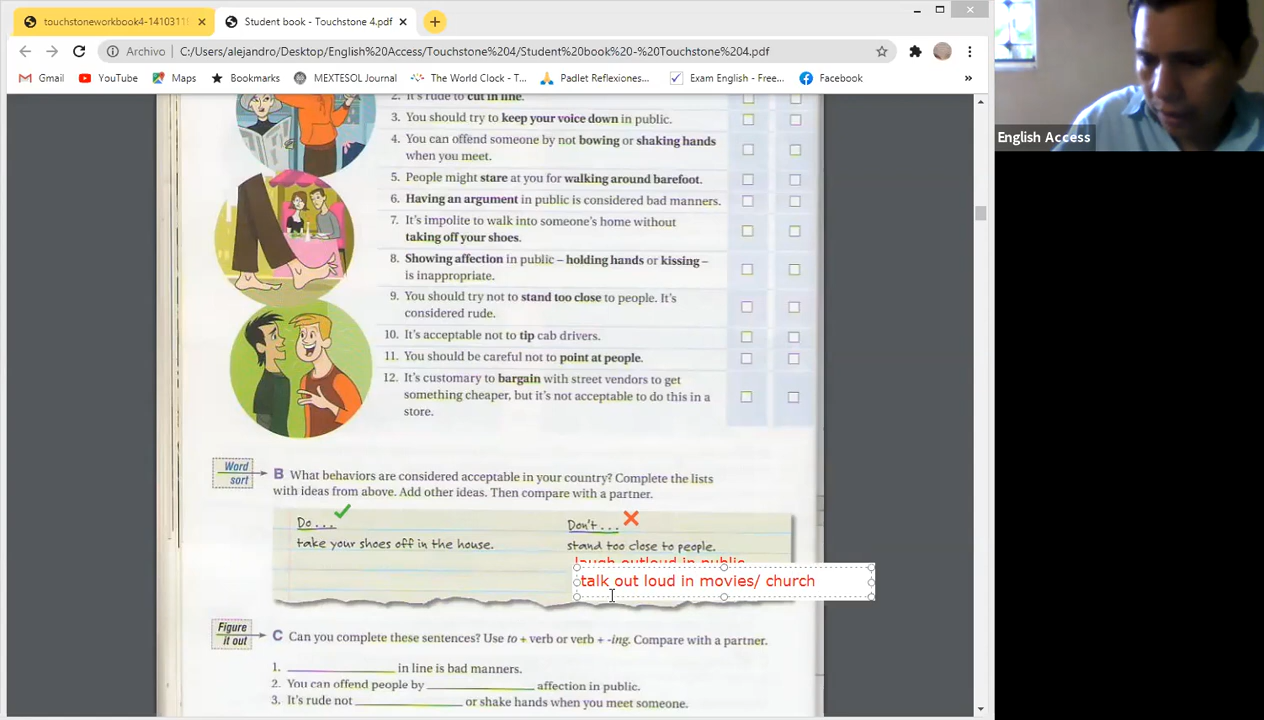 touchstoneworkbook4-1410311
Student book - Touchstone 4.pdf
Archivo
C:/Users/alejandro/Desktop/English%20Access/Touchstone%204/Student%20book%20-%20Touchstone%204.pdf
Gmail
YouTube
Maps
Bookmarks
MEXTESOL Journal
The World Clock - T...
Padlet Reflexiones...
Exam English - Free...
Facebook
»
English Access
2. It's rude to cut in line.
3. You should try to keep your voice down in public.
4. You can offend someone by not bowing or shaking hands
when you meet.
5. People might stare at you for walking around barefoot.
6. Having an argument in public is considered bad manners.
7. It's impolite to walk into someone's home without
taking off your shoes.
8. Showing affection in public – holding hands or kissing –
is inappropriate.
9. You should try not to stand too close to people. It's
considered rude.
10. It's acceptable not to tip cab drivers.
11. You should be careful not to point at people.
12. It's customary to bargain with street vendors to get
something cheaper, but it's not acceptable to do this in a
store.
Word
sort
B What behaviors are considered acceptable in your country? Complete the lists
with ideas from above. Add other ideas. Then compare with a partner.
Do . . .
take your shoes off in the house.
Don't . . .
stand too close to people.
laugh outloud in public
talk out loud in movies/ church
Figure
it out
C Can you complete these sentences? Use to + verb or verb + -ing. Compare with a partner.
1. ____________ in line is bad manners.
2. You can offend people by ____________ affection in public.
3. It's rude not ____________ or shake hands when you meet someone.